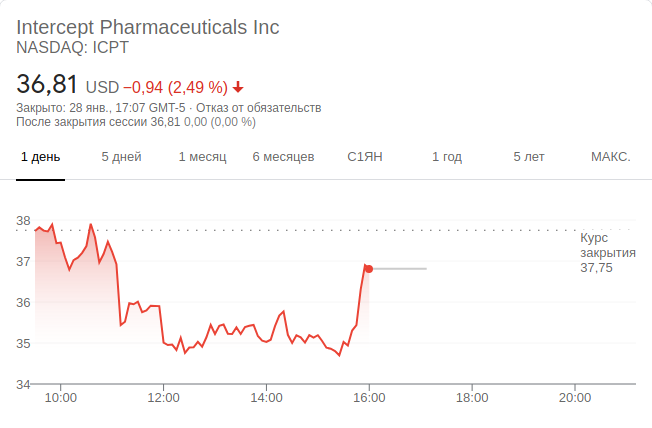 Intercept Pharmaceuticals Inc
NASDAQ: ICPT
36,81 USD −0,94 (2,49 %)
Закрыто: 28 янв., 17:07 GMT-5 · Отказ от обязательств
После закрытия сессии 36,81 0,00 (0,00 %)
1 день 5 дней 1 месяц 6 месяцев С1ЯН 1 год 5 лет МАКС.
38
Курс
закрытия
37,75
37
36
35
34
10:00 12:00 14:00 16:00 18:00 20:00